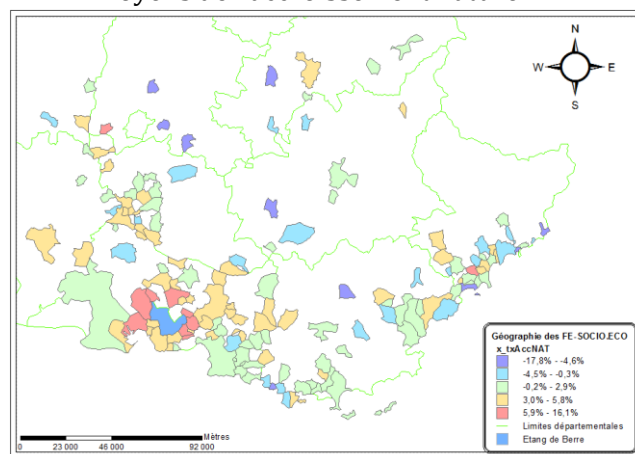 N
W E
S
Géographie des FE-SOCIO.ECO
x_txAccNAT
-17,8% - -4,6%
-4,5% - -0,3%
-0,2% - 2,9%
3,0% - 5,8%
5,9% - 16,1%
Limites départementales
Etang de Berre
Mètres
0 23 000 46 000 92 000